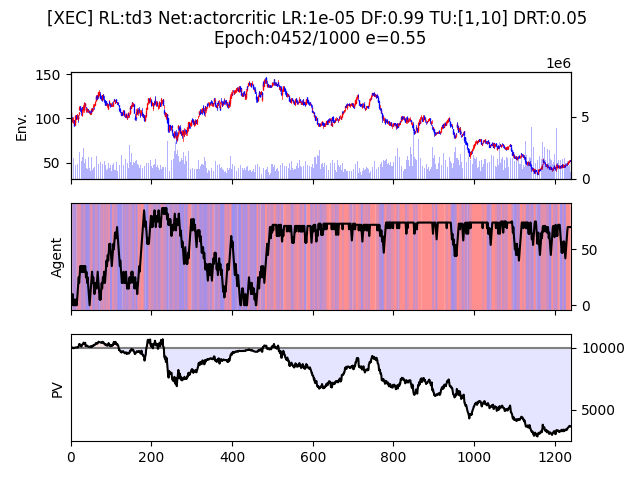 [XEC] RL:td3 Net:actorcritic LR:1e-05 DF:0.99 TU:[1,10] DRT:0.05
Epoch:0452/1000 e=0.55
1e6
150
100
50
Env.
5
0
Agent
50
0
PV
10000
5000
0 200 400 600 800 1000 1200